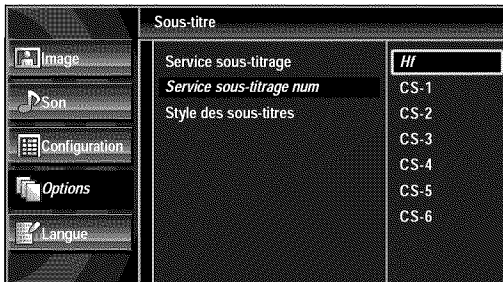 Sous-titre
Image
Son
Configuration
Options
Langue
Service sous-titrage
Service sous-titrage num
Style des sous-titres
Hf
CS-1
CS-2
CS-3
CS-4
CS-5
CS-6